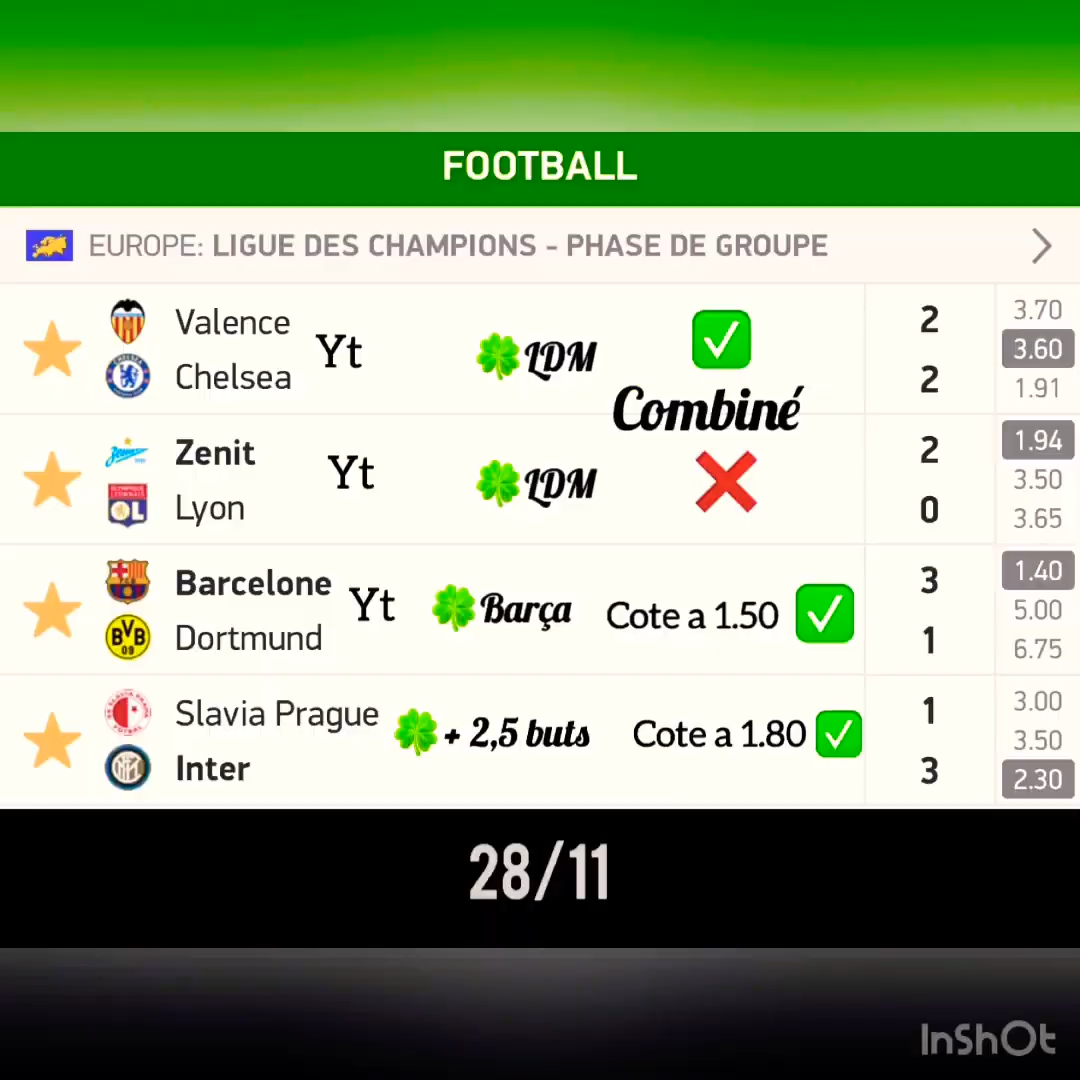 FOOTBALL
EUROPE: LIGUE DES CHAMPIONS - PHASE DE GROUPE
Valence
Chelsea
Yt
LDM
2
2
3.70
3.60
1.91
Combiné
Zenit
Lyon
Yt
LDM
2
0
1.94
3.50
3.65
Barcelone
Dortmund
BVB
09
Yt
Barça
Cote a 1.50
3
1
1.40
5.00
6.75
Slavia Prague
Inter
+ 2,5 buts
Cote a 1.80
1
3
3.00
3.50
2.30
28/11
InShOt